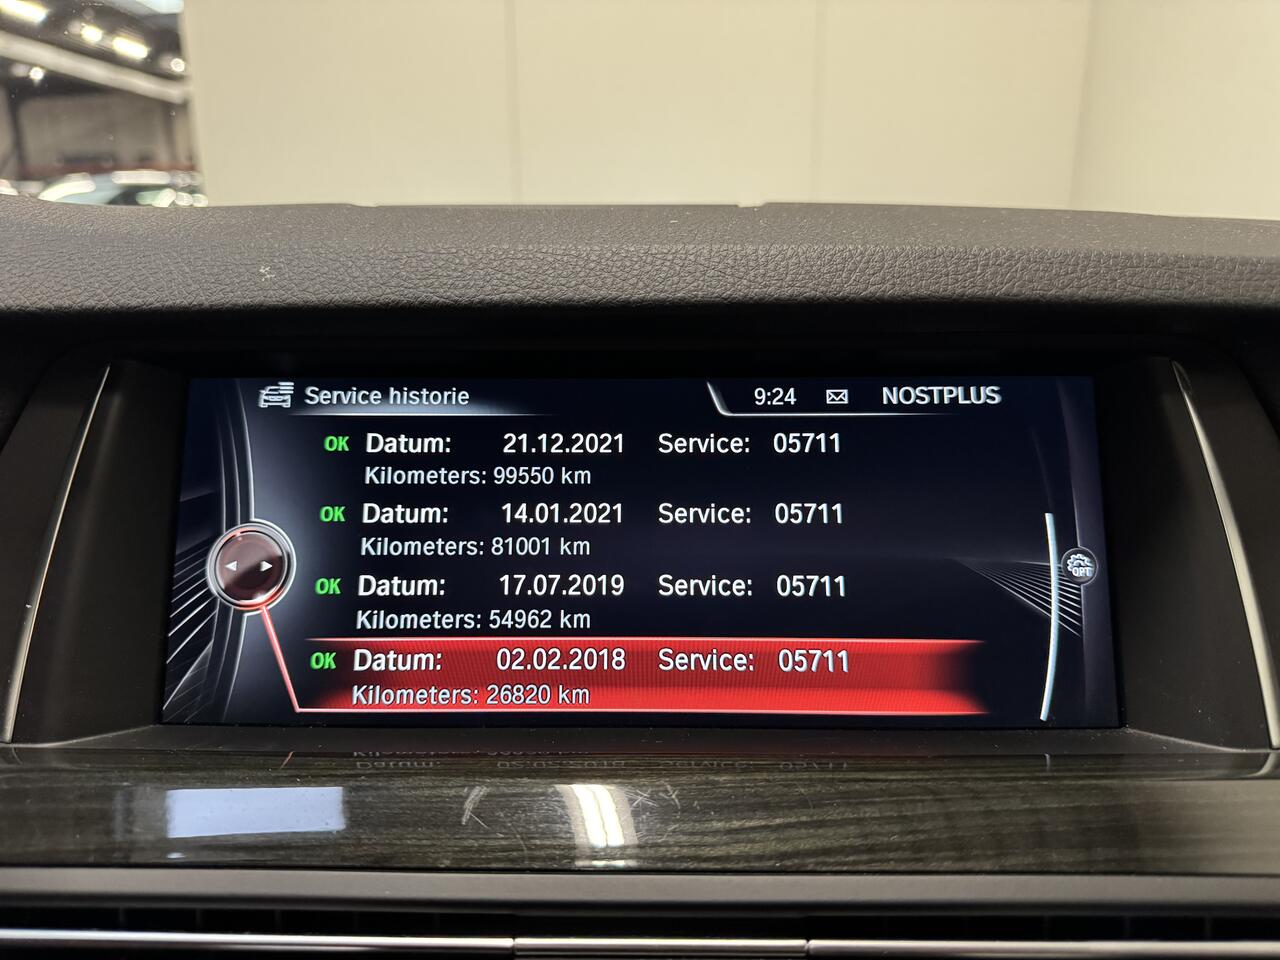 Service historie 9:24 NOSTPLUS
OK Datum: 21.12.2021 Service: 05711
Kilometers: 99550 km
OK Datum: 14.01.2021 Service: 05711
Kilometers: 81001 km
OK Datum: 17.07.2019 Service: 05711
Kilometers: 54962 km
OK Datum: 02.02.2018 Service: 05711
Kilometers: 26820 km
OPT